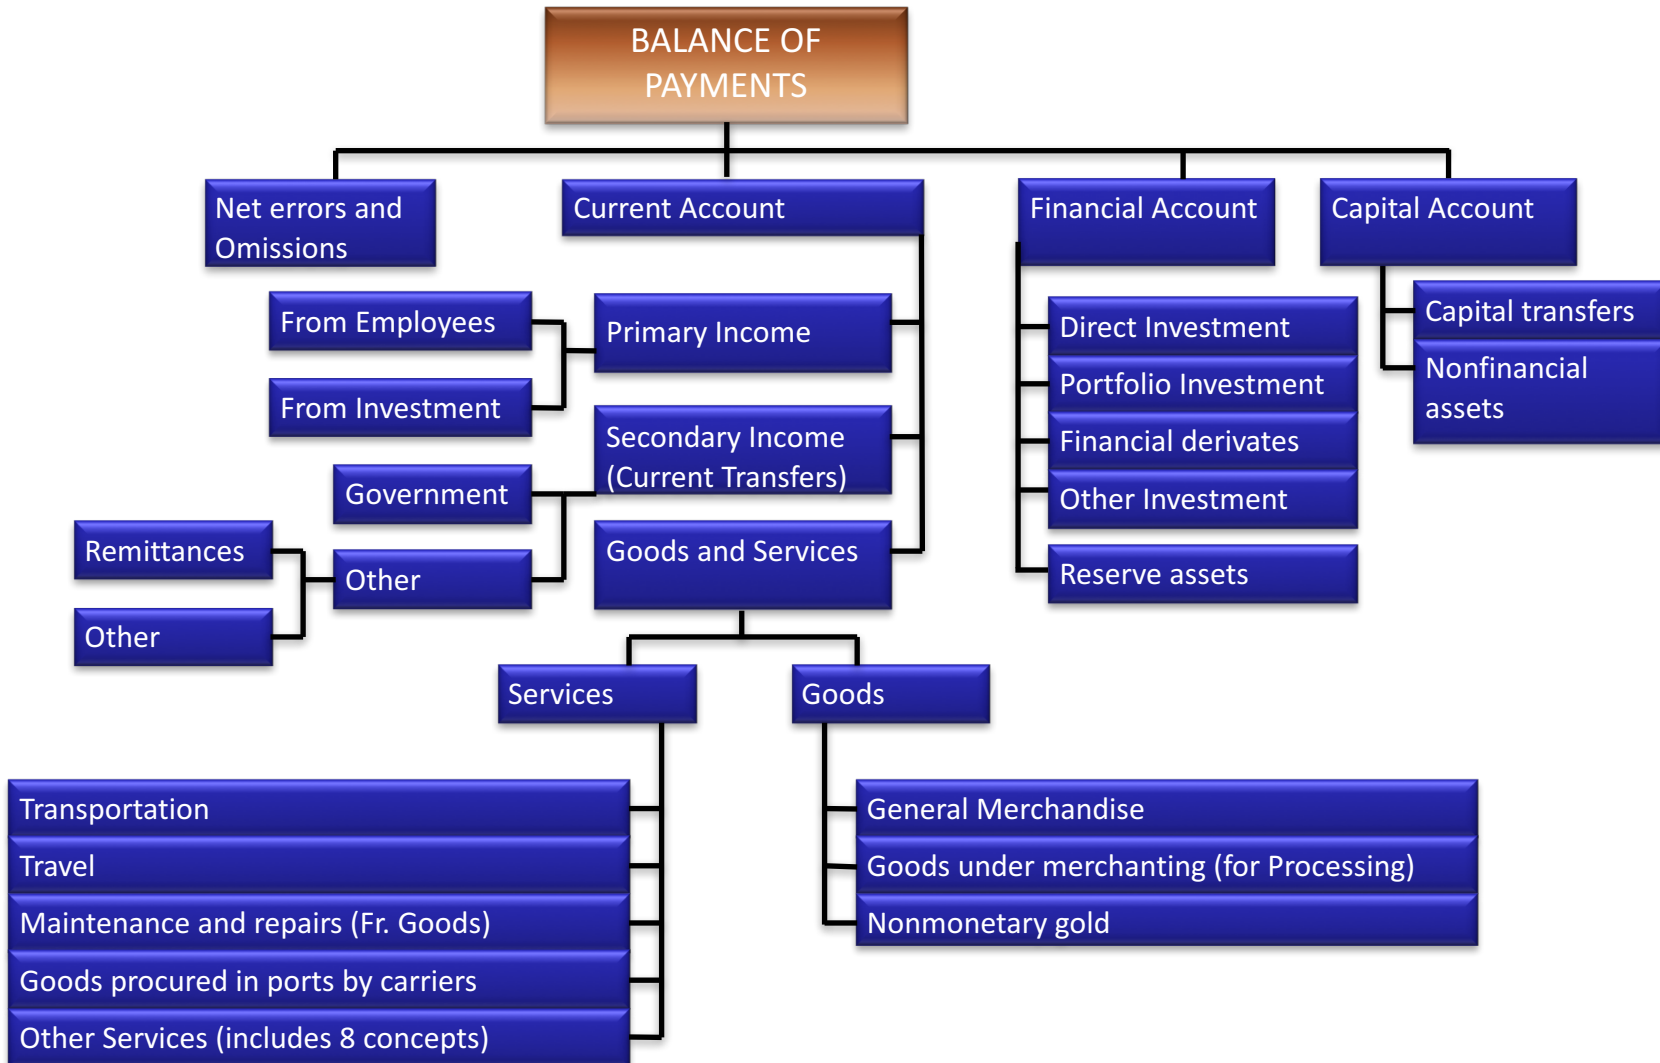 BALANCE OF
PAYMENTS
Net errors and
Omissions
Current Account
Financial Account
Capital Account
From Employees
From Investment
Primary Income
Secondary Income
(Current Transfers)
Government
Other
Remittances
Other
Goods and Services
Direct Investment
Portfolio Investment
Financial derivates
Other Investment
Reserve assets
Capital transfers
Nonfinancial
assets
Services
Goods
Transportation
Travel
Maintenance and repairs (Fr. Goods)
Goods procured in ports by carriers
Other Services (includes 8 concepts)
General Merchandise
Goods under merchanting (for Processing)
Nonmonetary gold